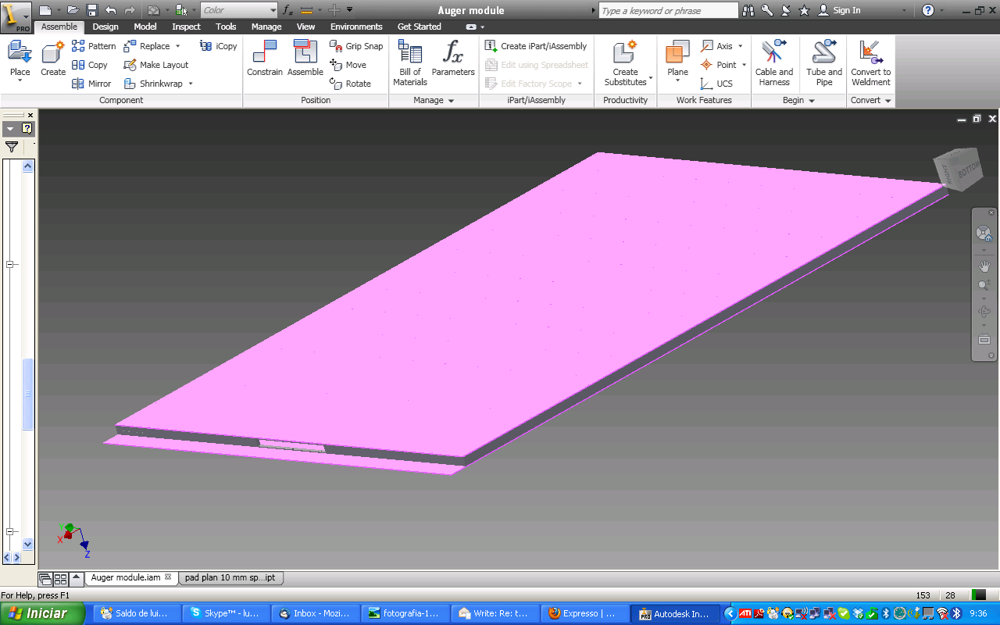 PRO
Color
Auger module
Type a keyword or phrase
Sign In
Assemble Design Model Inspect Tools Manage View Environments Get Started
Place
Create
Pattern
Copy
Mirror
Replace
Make Layout
Shrinkwrap
iCopy
Component
Constrain
Assemble
Grip Snap
Move
Rotate
Position
Bill of
Materials
Parameters
Manage
Create iPart/iAssembly
Edit using Spreadsheet
Edit Factory Scope
iPart/iAssembly
Create
Substitutes
Productivity
Plane
Axis
Point
UCS
Work Features
Cable and
Harness
Tube and
Pipe
Begin
Convert to
Weldment
Convert
RIGHT
BOTTOM
Y
X
Z
Auger module.iam
pad plan 10 mm sp...ipt
For Help, press F1
153
28
Iniciar
Saldo de lui...
Skype™ - lu...
Inbox - Mozi...
fotografia-1...
Write: Re: t...
Expresso | ...
PRO
Autodesk In...
ATI
9:36